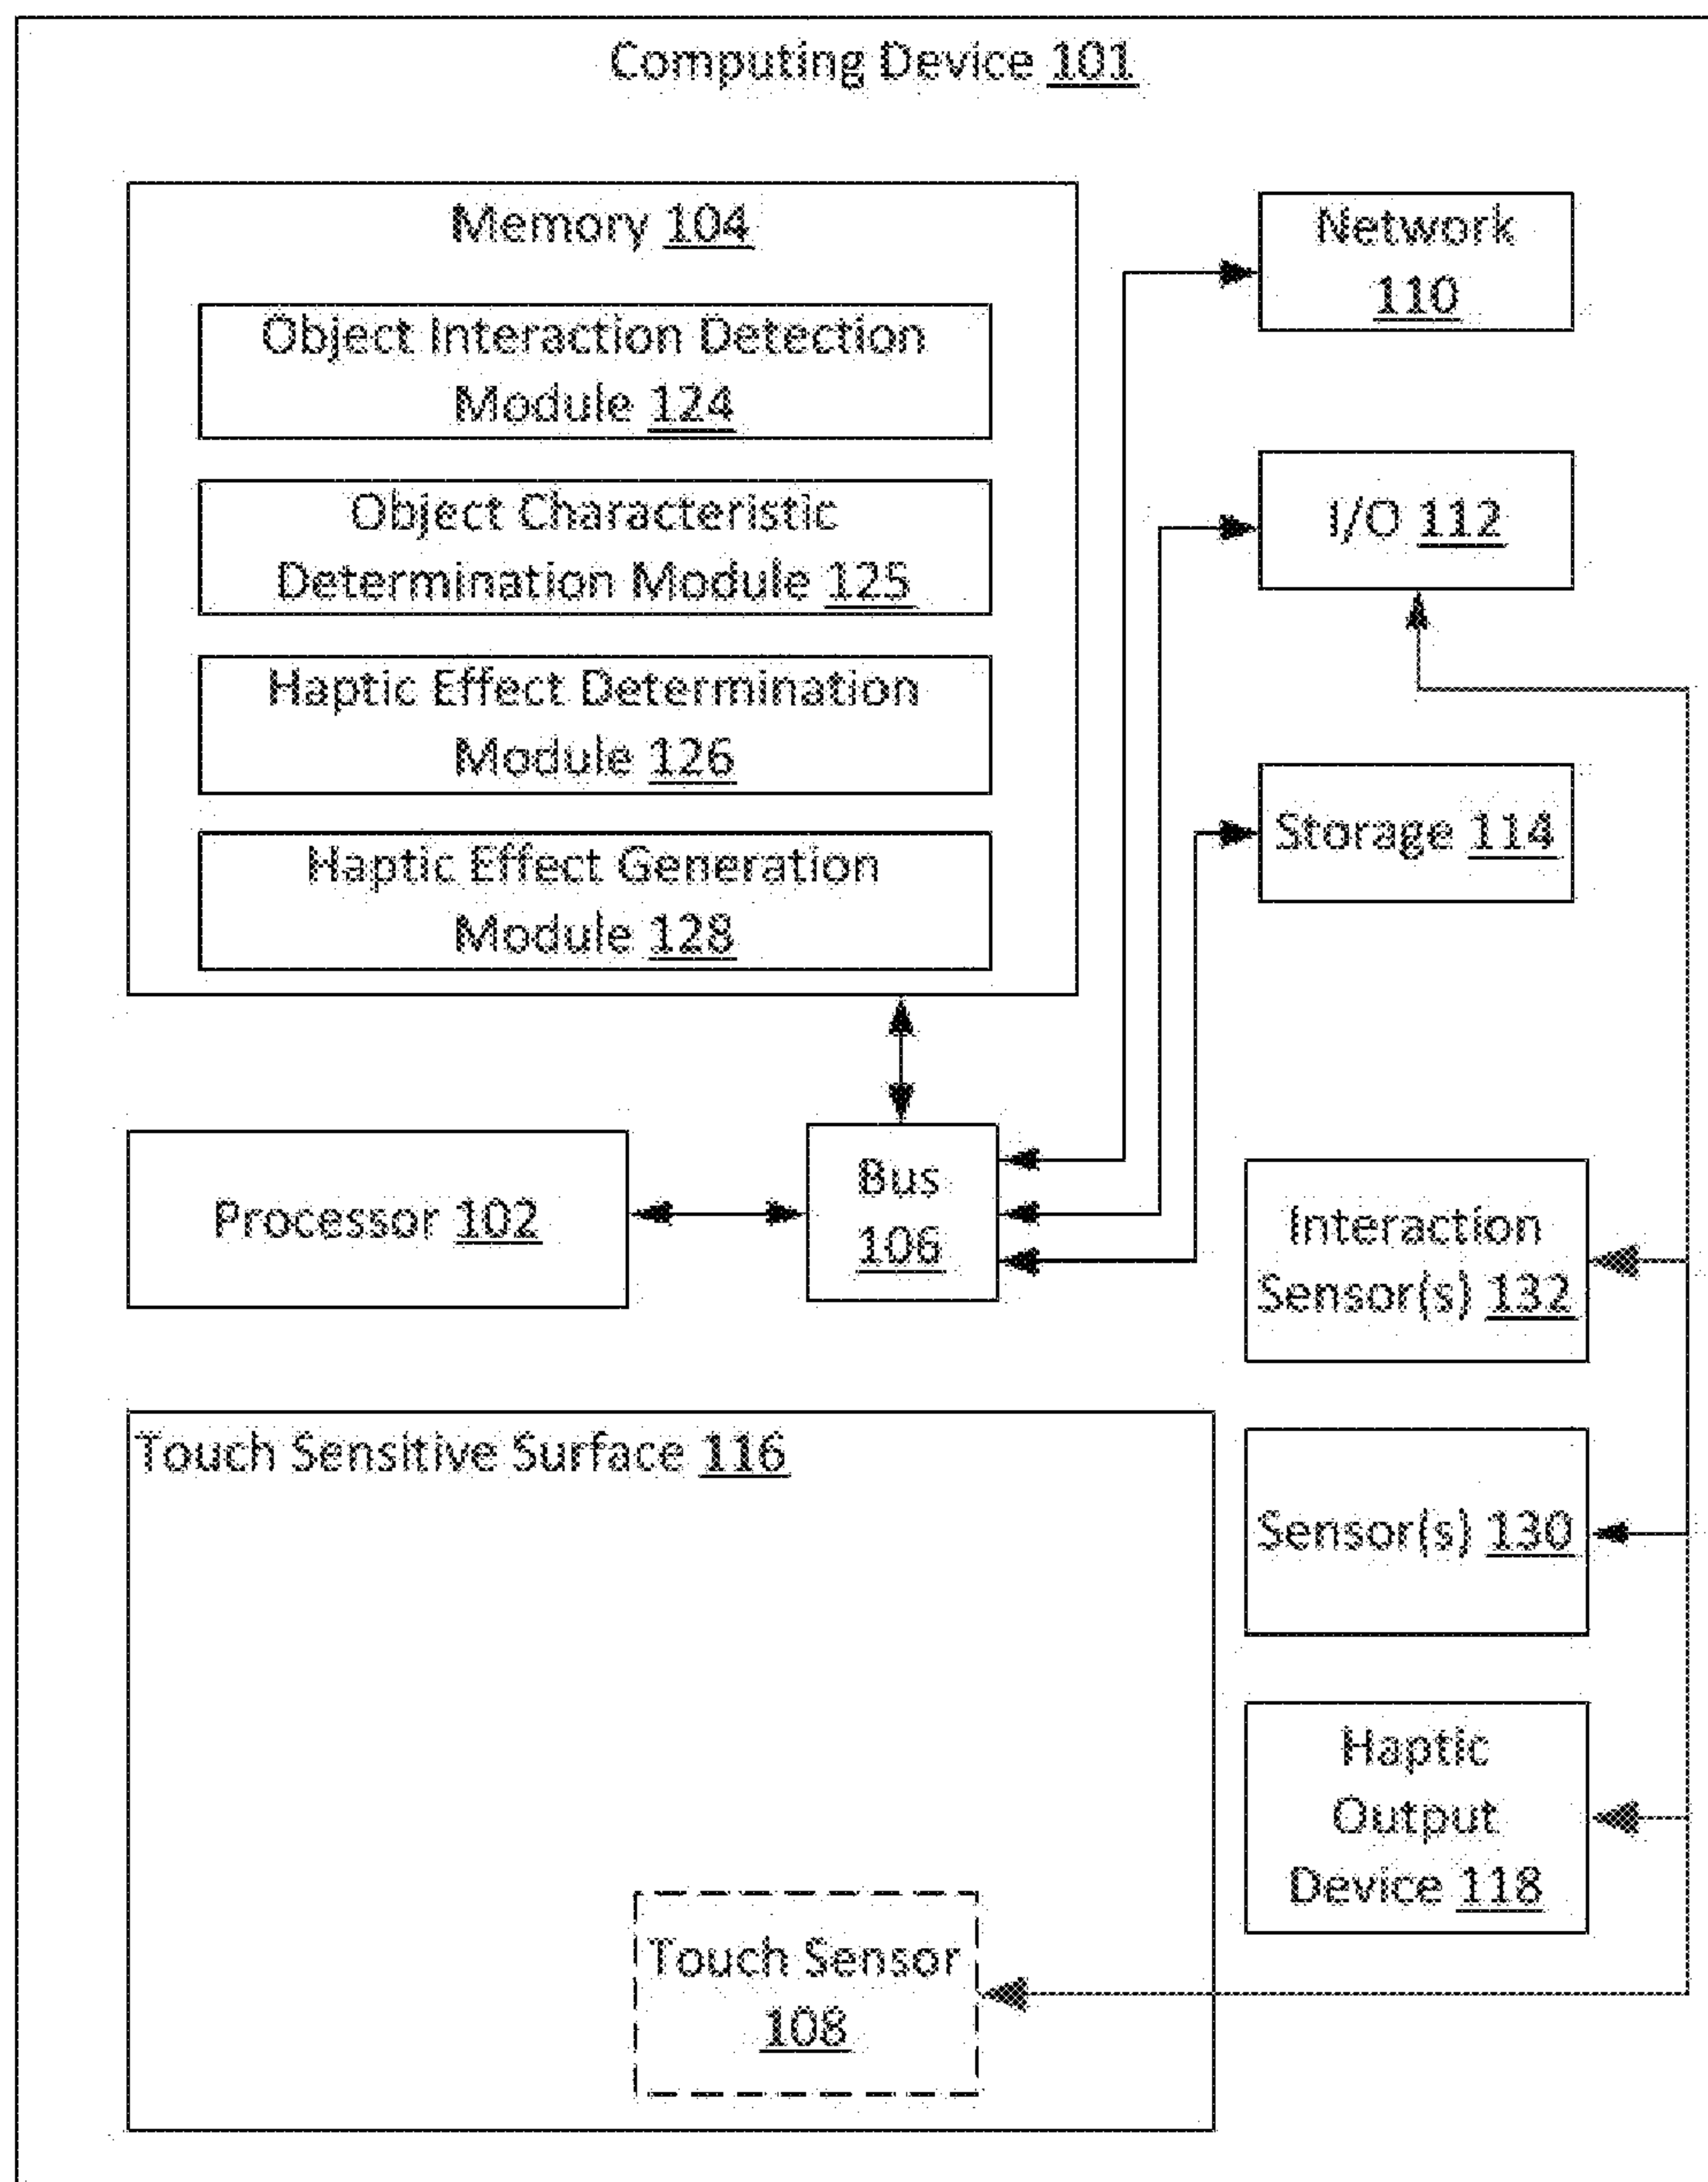 Computing Device 101
Memory 104
Object Interaction Detection
Module 124
Object Characteristic
Determination Module 125
Haptic Effect Determination
Module 126
Haptic Effect Generation
Module 128
Network
110
I/O 112
Storage 114
Processor 102
Bus
106
Interaction
Sensor(s) 132
Touch Sensitive Surface 116
Sensor(s) 130
Haptic
Output
Device 118
Touch Sensor
108